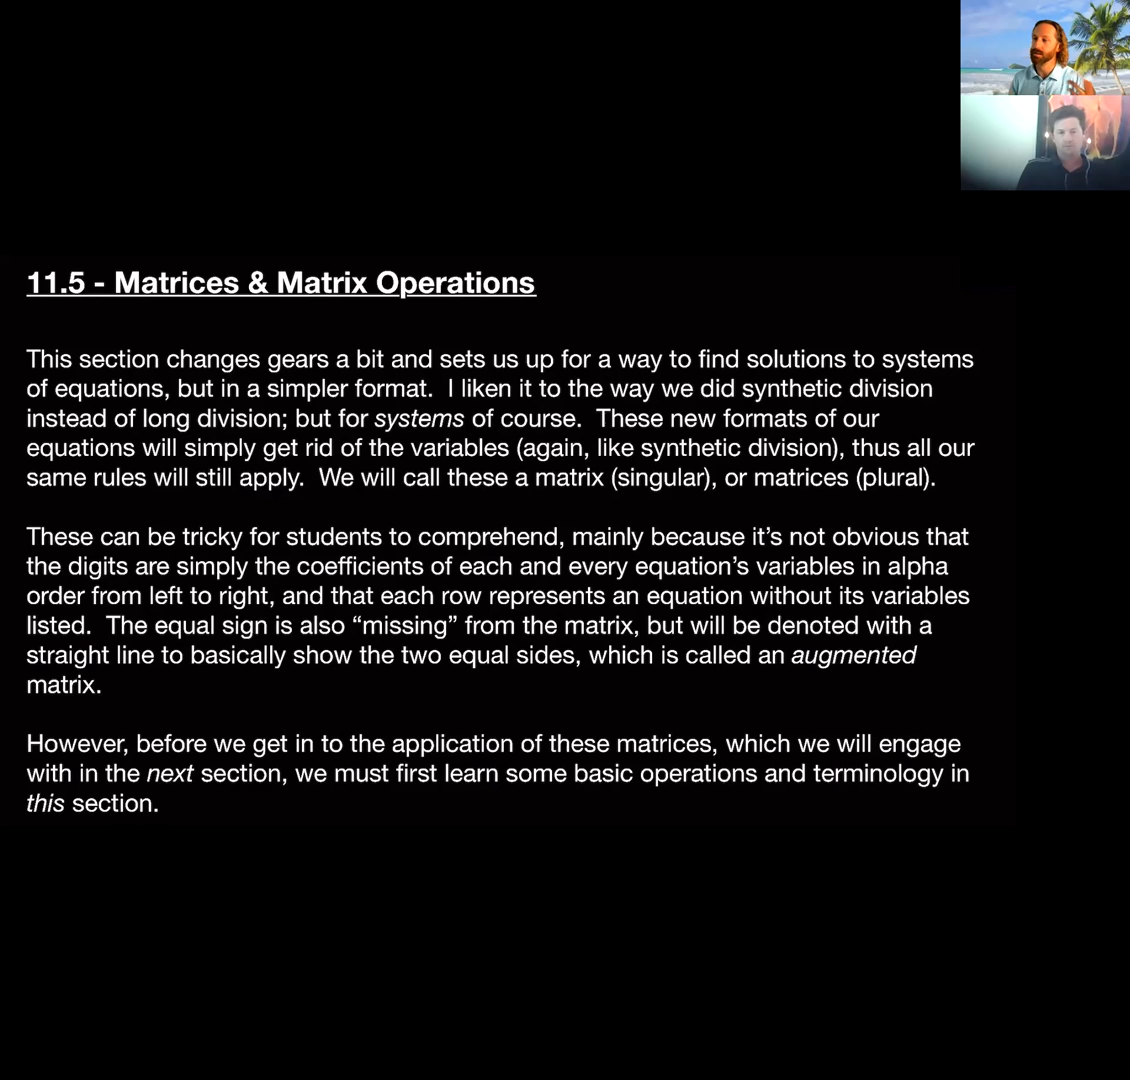 11.5 - Matrices & Matrix Operations
This section changes gears a bit and sets us up for a way to find solutions to systems
of equations, but in a simpler format.  I liken it to the way we did synthetic division
instead of long division; but for systems of course.  These new formats of our
equations will simply get rid of the variables (again, like synthetic division), thus all our
same rules will still apply.  We will call these a matrix (singular), or matrices (plural).
These can be tricky for students to comprehend, mainly because it’s not obvious that
the digits are simply the coefficients of each and every equation’s variables in alpha
order from left to right, and that each row represents an equation without its variables
listed.  The equal sign is also “missing” from the matrix, but will be denoted with a
straight line to basically show the two equal sides, which is called an augmented
matrix.
However, before we get in to the application of these matrices, which we will engage
with in the next section, we must first learn some basic operations and terminology in
this section.